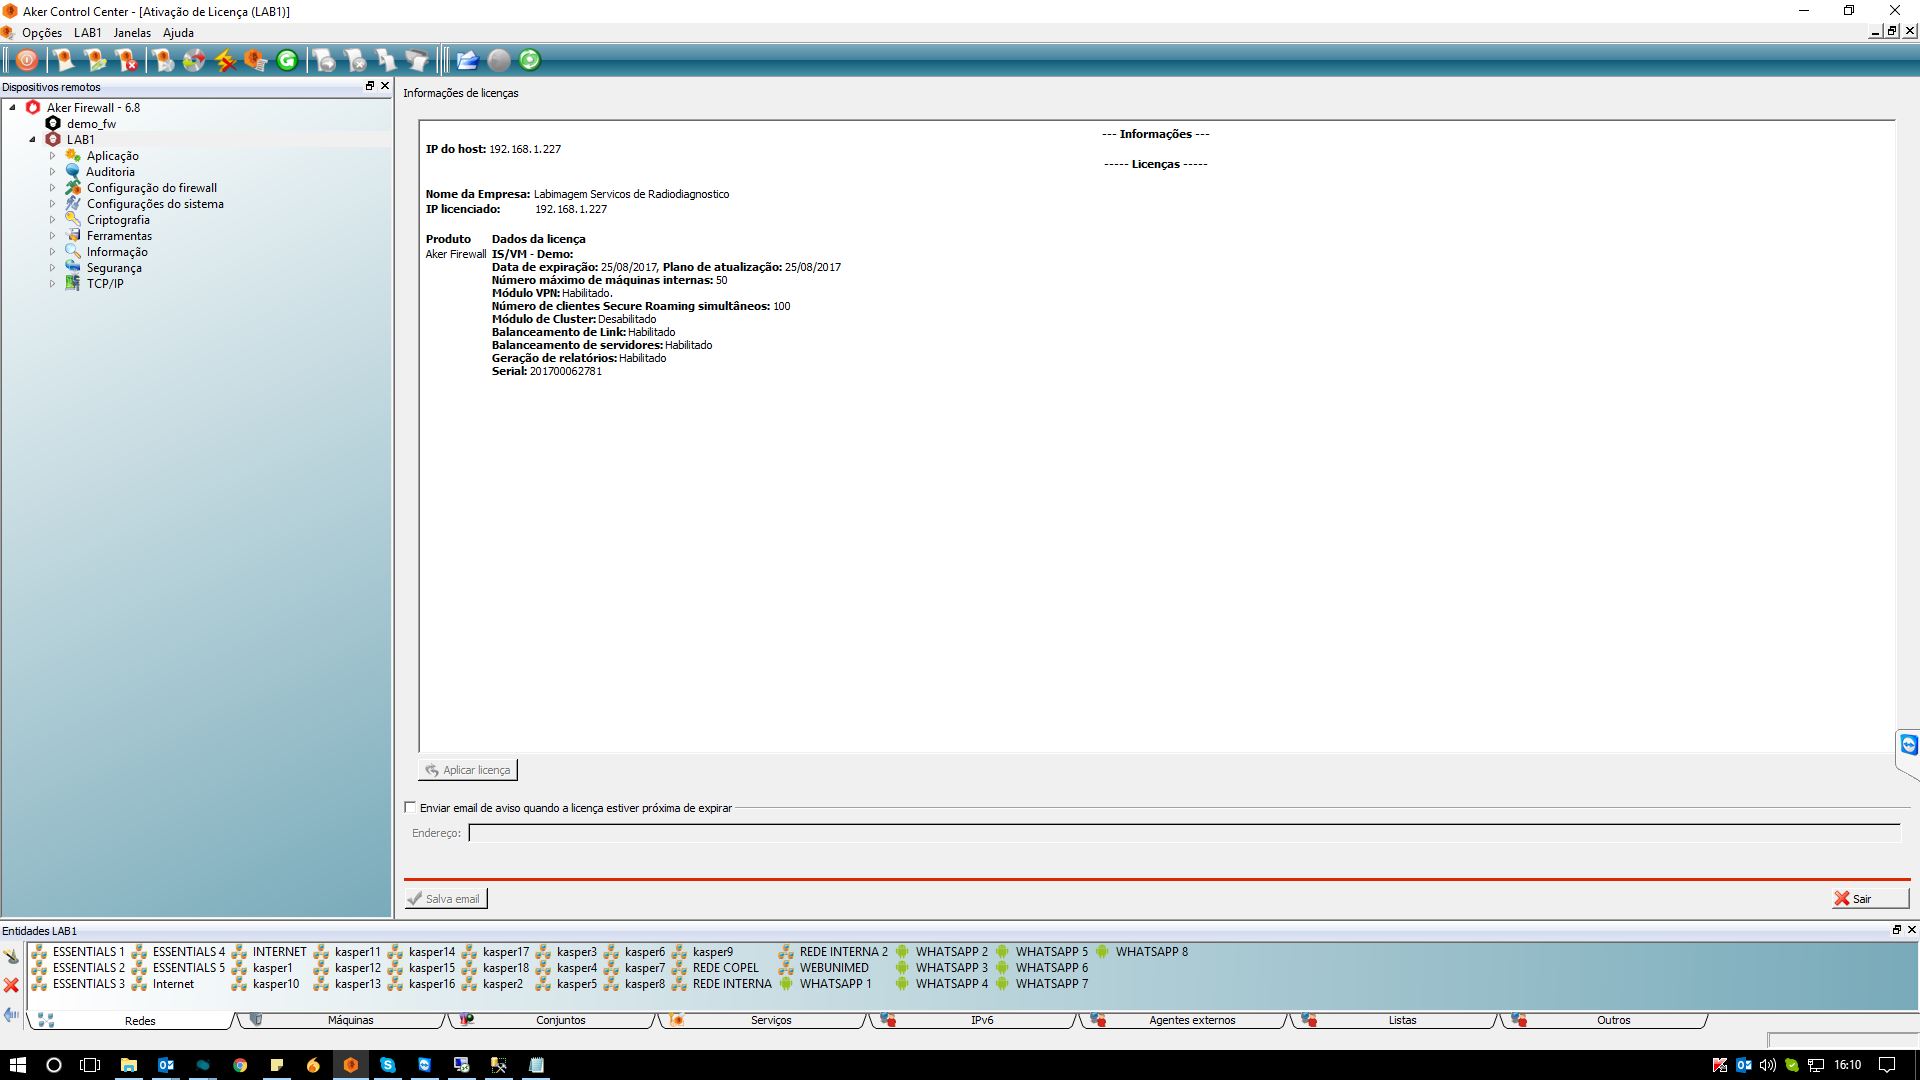 Aker Control Center - [Ativação de Licença (LAB1)]
Opções LAB1 Janelas Ajuda
Dispositivos remotos
Aker Firewall - 6.8
demo_fw
LAB1
Aplicação
Auditoria
Configuração do firewall
Configurações do sistema
Criptografia
Ferramentas
Informação
Segurança
TCP/IP
Informações de licenças
--- Informações ---
IP do host: 192.168.1.227
----- Licenças -----
Nome da Empresa: Labimagem Servicos de Radiodiagnostico
IP licenciado: 192.168.1.227
Produto Dados da licença
Aker Firewall IS/VM - Demo:
Data de expiração: 25/08/2017, Plano de atualização: 25/08/2017
Número máximo de máquinas internas: 50
Módulo VPN: Habilitado.
Número de clientes Secure Roaming simultâneos: 100
Módulo de Cluster: Desabilitado
Balanceamento de Link: Habilitado
Balanceamento de servidores: Habilitado
Geração de relatórios: Habilitado
Serial: 201700062781
Aplicar licença
Enviar email de aviso quando a licença estiver próxima de expirar
Endereço:
Salva email
Sair
Entidades LAB1
ESSENTIALS 1 ESSENTIALS 4 INTERNET kasper11 kasper14 kasper17 kasper3 kasper6 kasper9 REDE INTERNA 2 WHATSAPP 2 WHATSAPP 5 WHATSAPP 8
ESSENTIALS 2 ESSENTIALS 5 kasper1 kasper12 kasper15 kasper18 kasper4 kasper7 REDE COPEL WEBUNIMED WHATSAPP 3 WHATSAPP 6
ESSENTIALS 3 Internet kasper10 kasper13 kasper16 kasper2 kasper5 kasper8 REDE INTERNA WHATSAPP 1 WHATSAPP 4 WHATSAPP 7
Redes Máquinas Conjuntos Serviços IPv6 Agentes externos Listas Outros
16:10